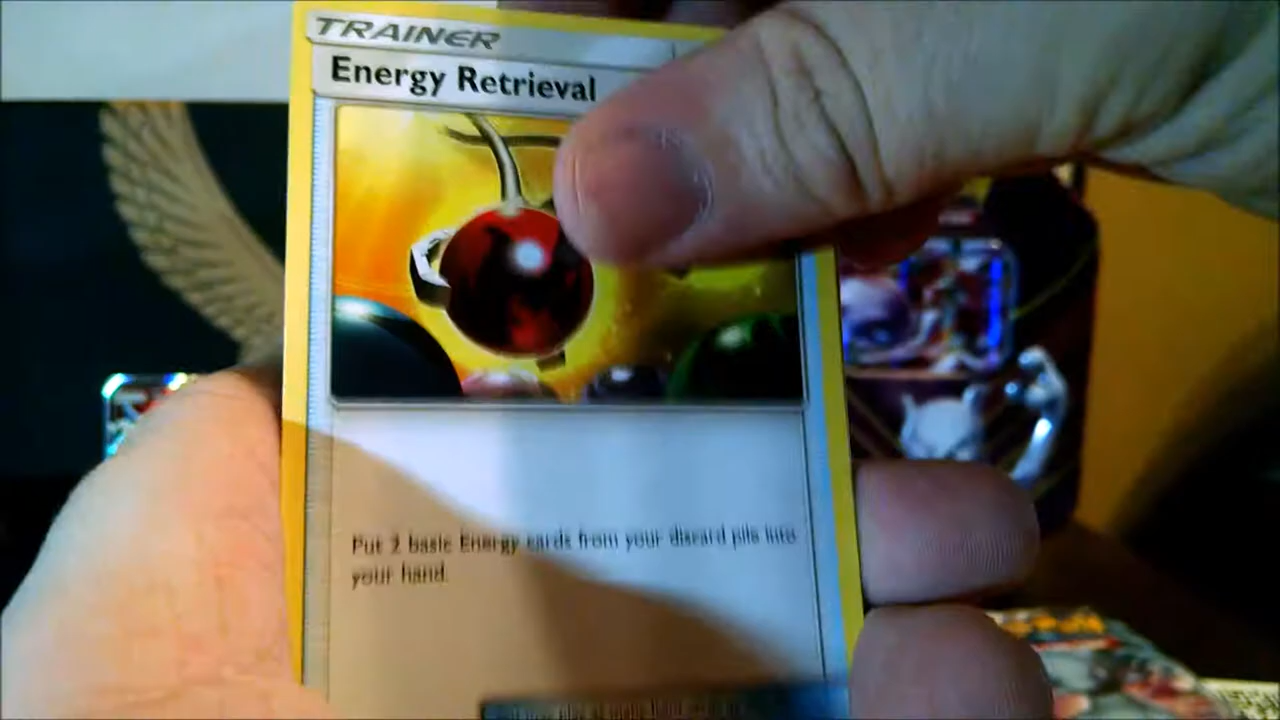 TRAINER
Energy Retrieval
Put 2 basic Energy cards from your discard pile into
your hand.